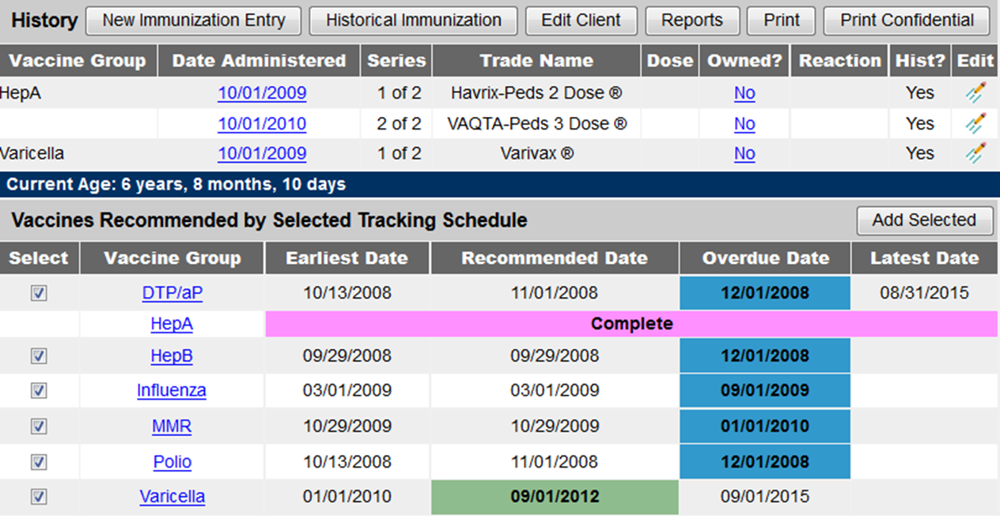 History New Immunization Entry Historical Immunization Edit Client Reports Print Print Confidential
Vaccine Group Date Administered Series Trade Name Dose Owned? Reaction Hist? Edit
HepA 10/01/2009 1 of 2 Havrix-Peds 2 Dose ® No Yes
10/01/2010 2 of 2 VAQTA-Peds 3 Dose ® No Yes
Varicella 10/01/2009 1 of 2 Varivax ® No Yes
Current Age: 6 years, 8 months, 10 days
Vaccines Recommended by Selected Tracking Schedule Add Selected
Select Vaccine Group Earliest Date Recommended Date Overdue Date Latest Date
DTP/aP 10/13/2008 11/01/2008 12/01/2008 08/31/2015
HepA Complete
HepB 09/29/2008 09/29/2008 12/01/2008
Influenza 03/01/2009 03/01/2009 09/01/2009
MMR 10/29/2009 10/29/2009 01/01/2010
Polio 10/13/2008 11/01/2008 12/01/2008
Varicella 01/01/2010 09/01/2012 09/01/2015